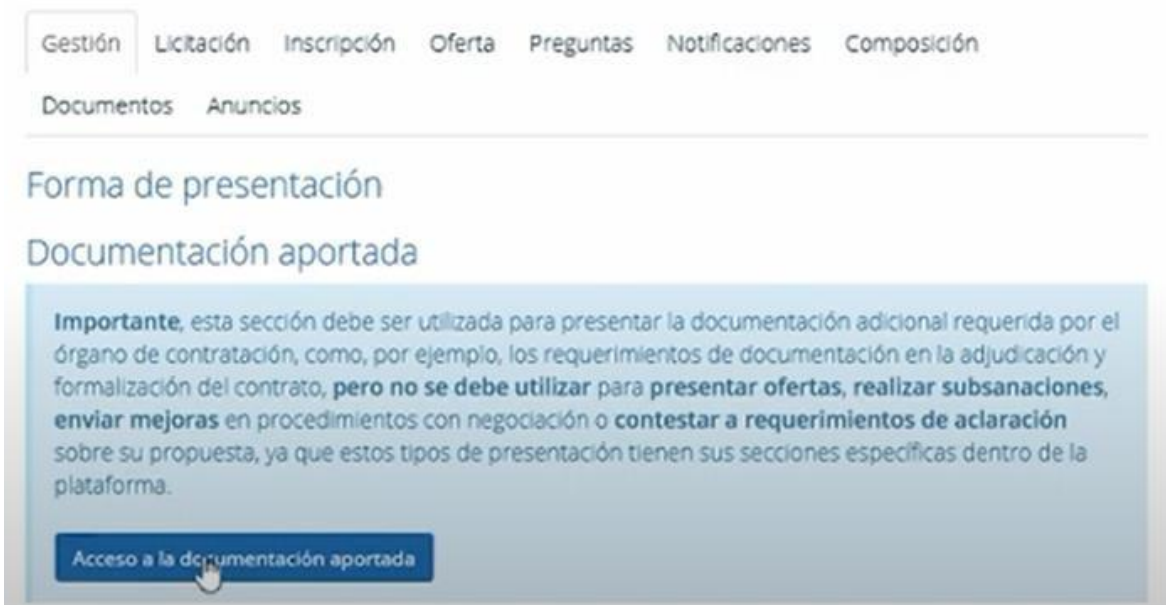 Gestión Licitación Inscripción Oferta Preguntas Notificaciones Composición
Documentos Anuncios
Forma de presentación
Documentación aportada
Importante, esta sección debe ser utilizada para presentar la documentación adicional requerida por el
órgano de contratación, como, por ejemplo, los requerimientos de documentación en la adjudicación y
formalización del contrato, pero no se debe utilizar para presentar ofertas, realizar subsanaciones,
enviar mejoras en procedimientos con negociación o contestar a requerimientos de aclaración
sobre su propuesta, ya que estos tipos de presentación tienen sus secciones específicas dentro de la
plataforma.
Acceso a la documentación aportada